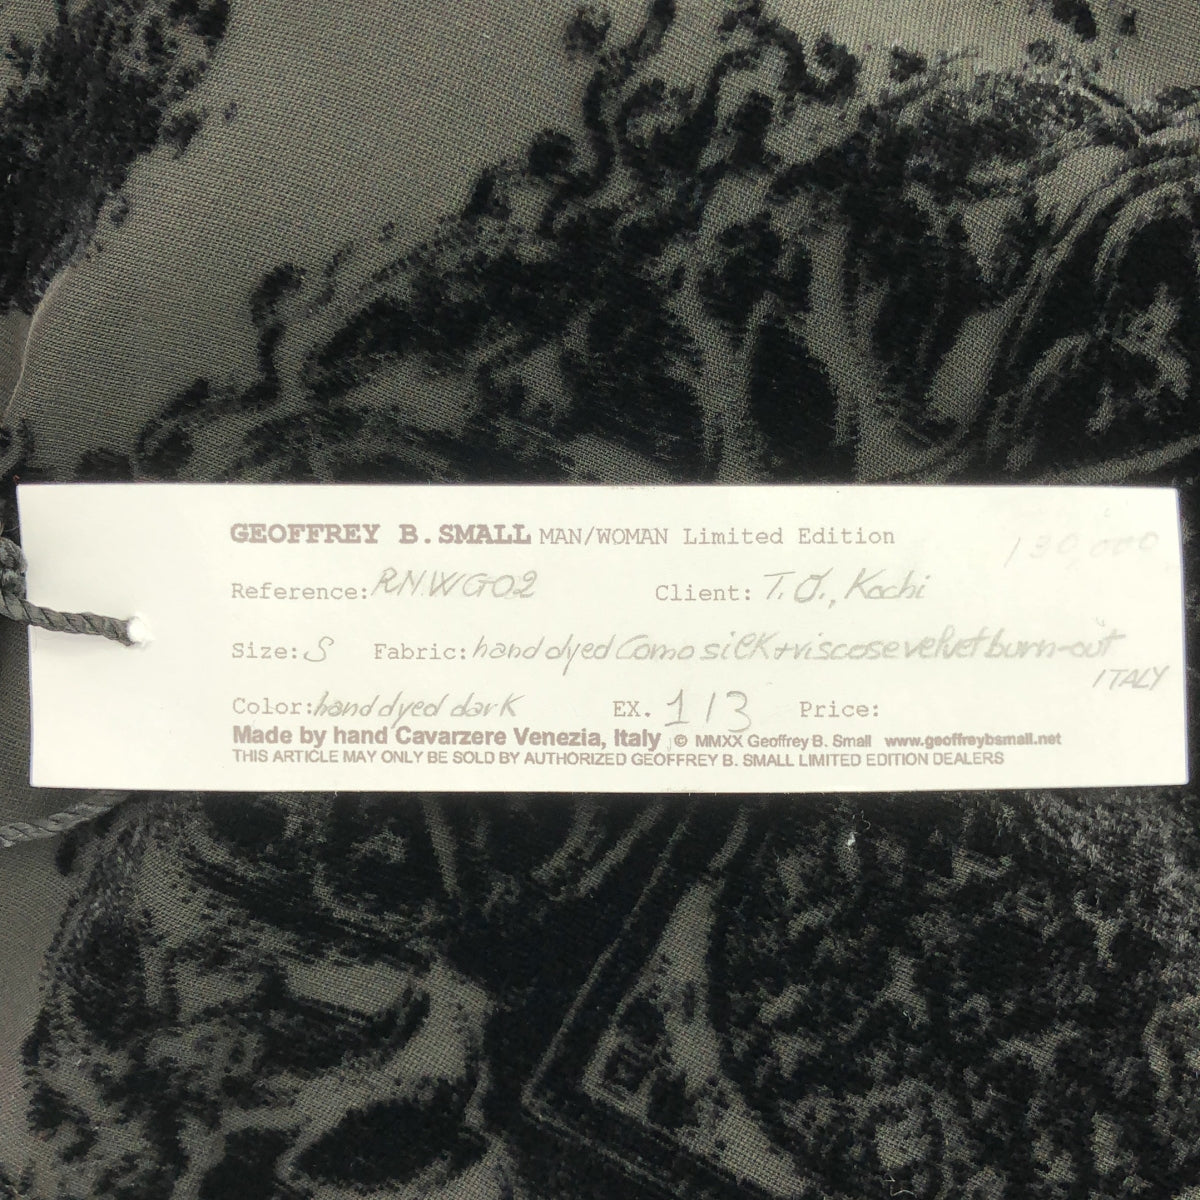 GEOFFREY B. SMALL MAN/WOMAN Limited Edition
130,000
Reference: RNWG02 Client: T.O., Kochi
Size: S Fabric: hand dyed Como silk + viscose velvet burn-out
ITALY
Color: hand dyed dark EX. 1/3 Price:
Made by hand Cavarzere Venezia, Italy © MMXX Geoffrey B. Small www.geoffreybsmall.net
THIS ARTICLE MAY ONLY BE SOLD BY AUTHORIZED GEOFFREY B. SMALL LIMITED EDITION DEALERS